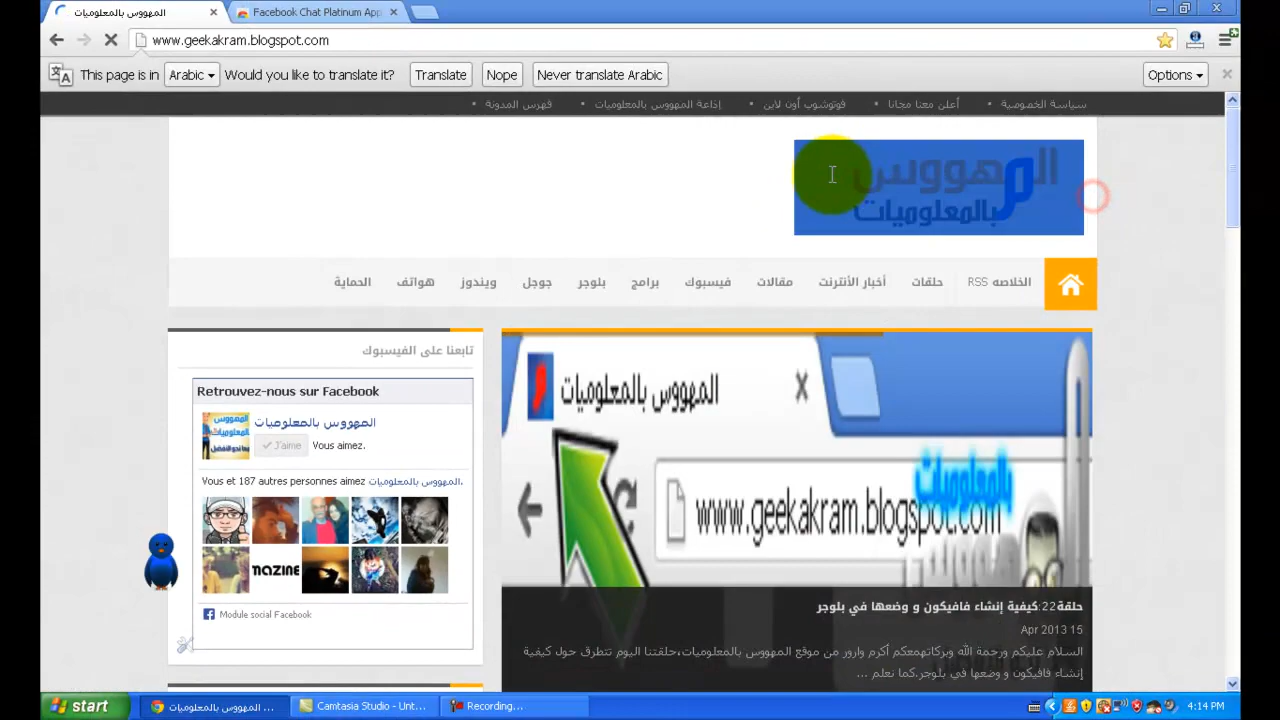 المهووس بالمعلوميات
Facebook Chat Platinum App
www.geekakram.blogspot.com
This page is in Arabic Would you like to translate it? Translate Nope Never translate Arabic Options
سياسة الخصوصية أعلن معنا مجانا فوتوشوب أون لاين إذاعة المهووس بالمعلوميات فهرس المدونة
المهووس
بالمعلوميات
الخلاصه RSS حلقات أخبار الأنترنت مقالات فيسبوك برامج بلوجر جوجل ويندوز هواتف الحماية
تابعنا على الفيسبوك
Retrouvez-nous sur Facebook
المهووس بالمعلوميات
J'aime Vous aimez.
Vous et 187 autres personnes aimez المهووس بالمعلوميات.
NAZINE
Module social Facebook
المهووس بالمعلوميات
بالمعلوميات
www.geekakram.blogspot.com
حلقة22:كيفية إنشاء فافيكون و وضعها في بلوجر
Apr 2013 15
السلام عليكم ورحمة الله وبركاتهمعكم أكرم وارور من موقع المهووس بالمعلوميات،حلقتنا اليوم تتطرق حول كيفية
إنشاء فافيكون و وضعها في بلوجر.كما نعلم ...
start المهووس بالمعلوميات ... Camtasia Studio - Unt... Recording... 4:14 PM